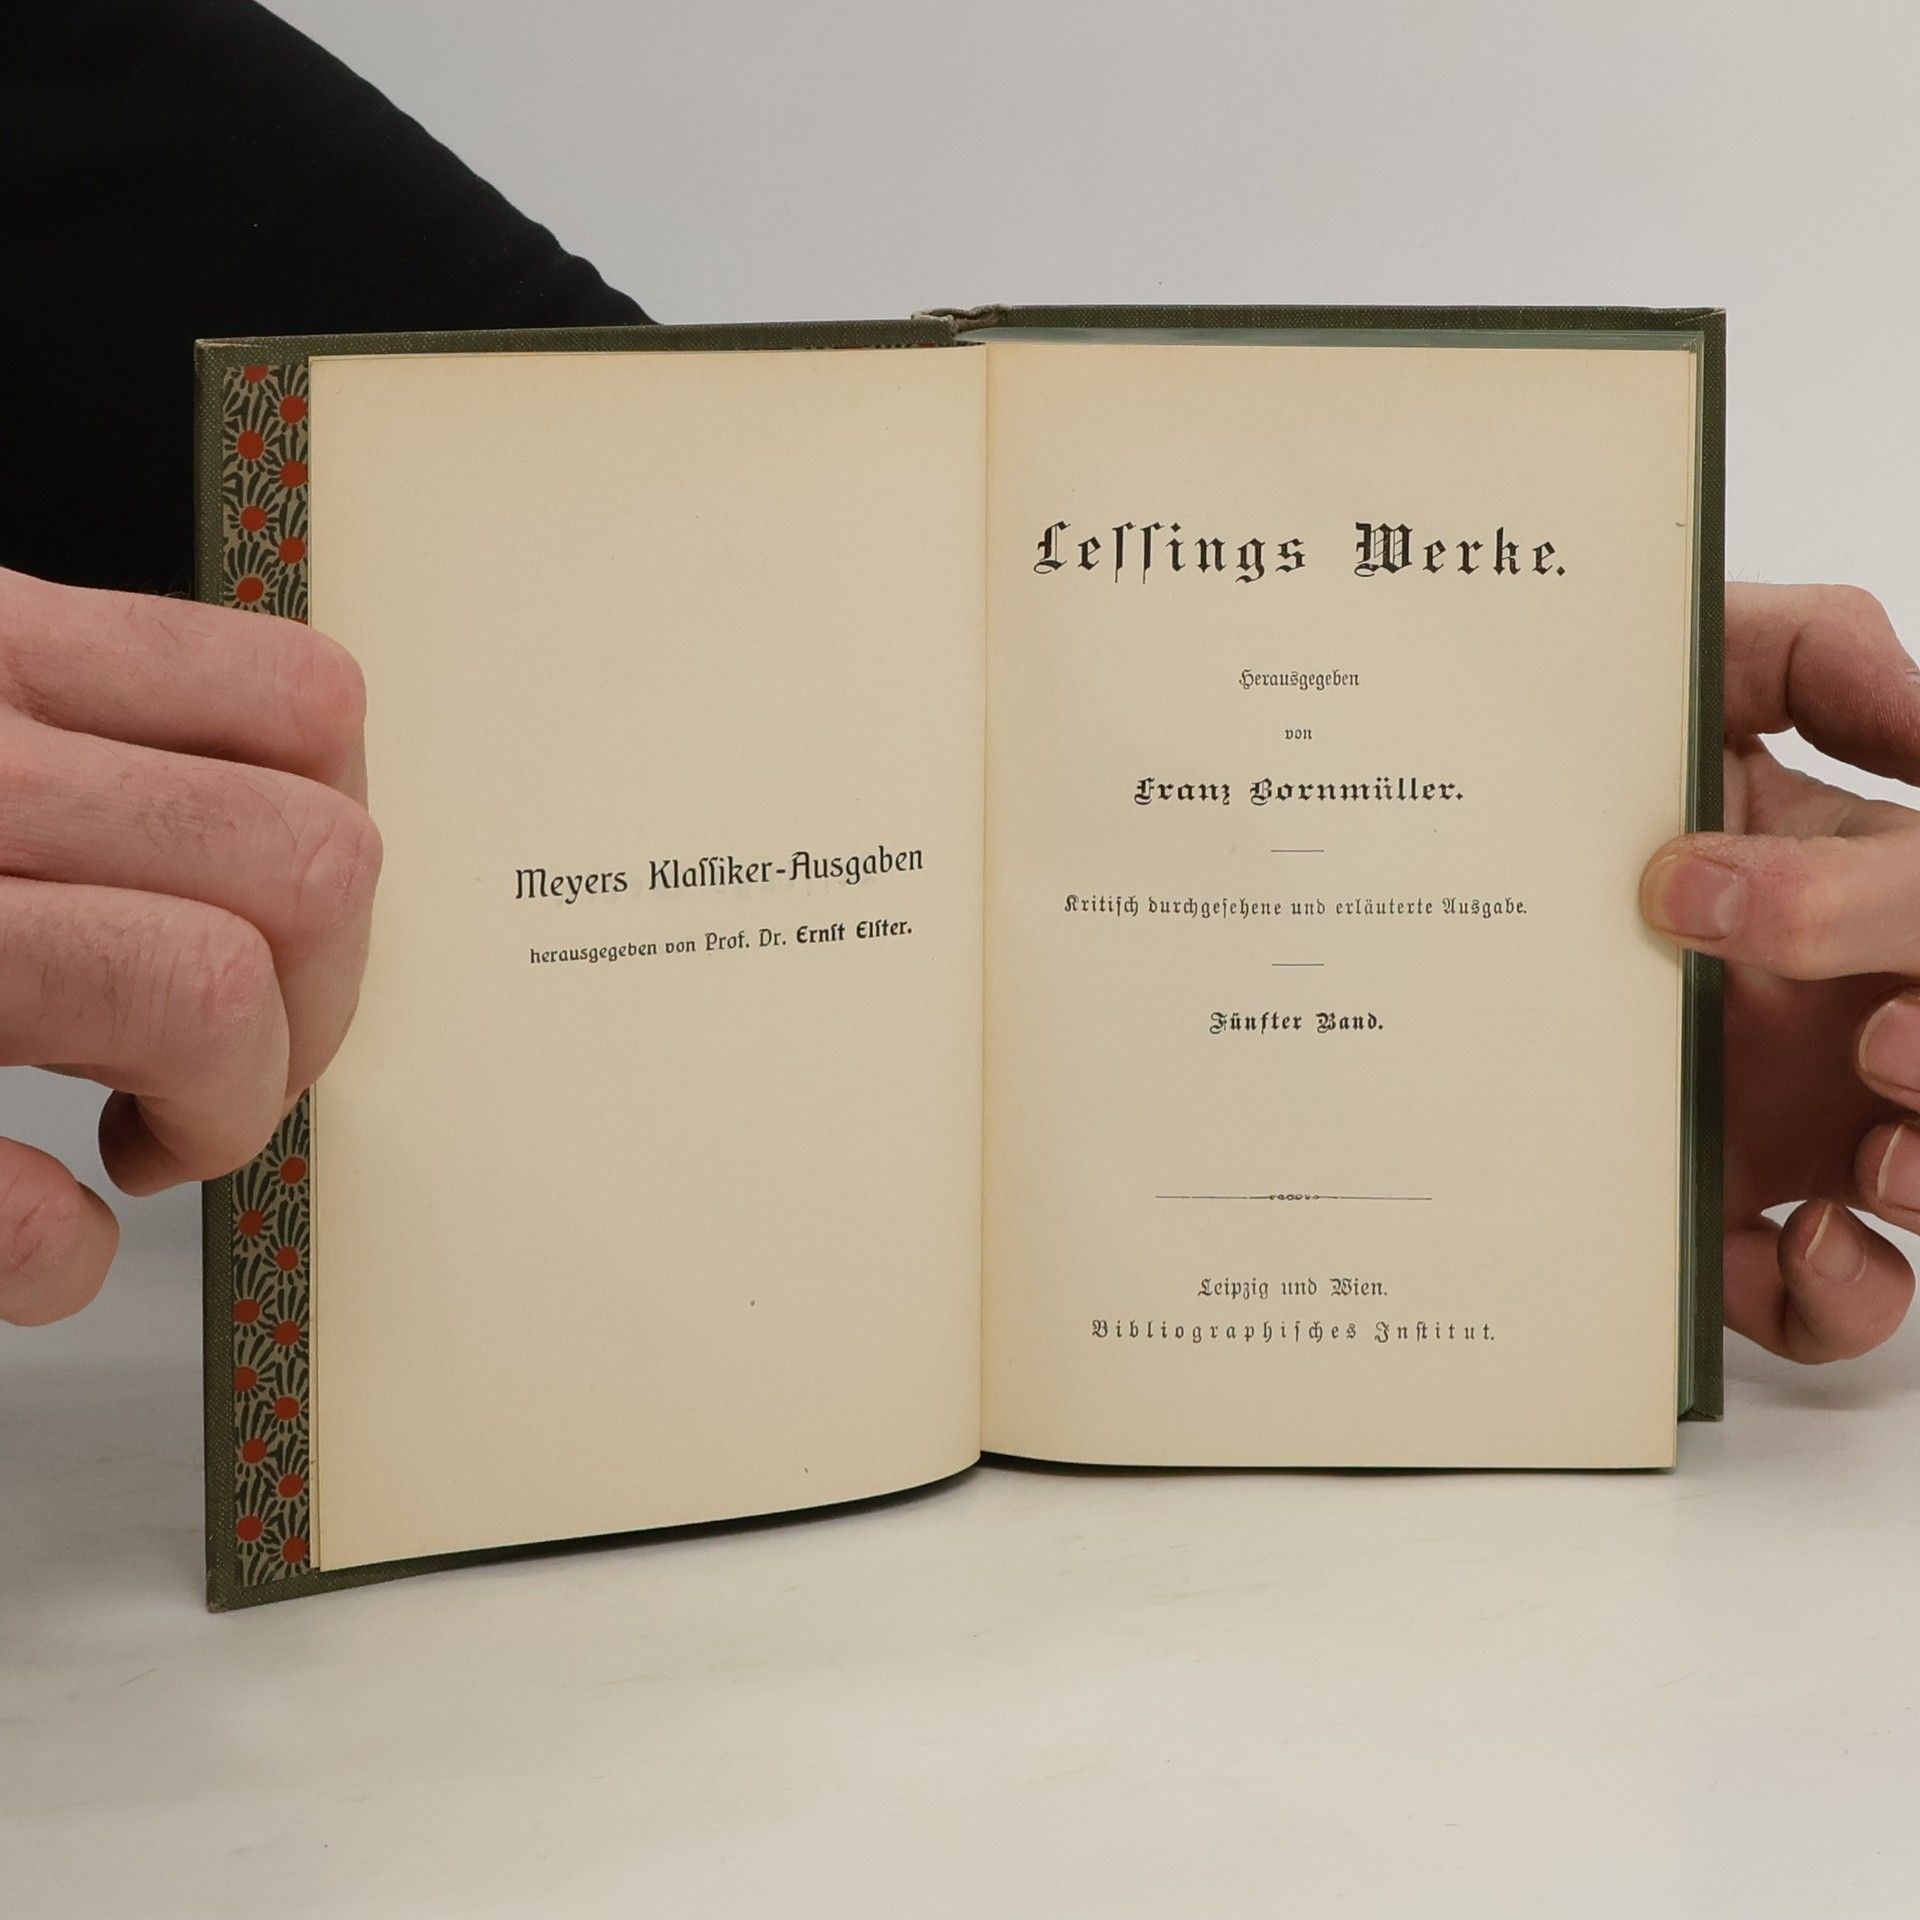 Meyers Klaſſiker-Ausgaben
herausgegeben von Prof. Dr. Ernſt Elſter.
Leſſings Werke.
Herausgegeben
von
Franz Bornmüller.
Kritiſch durchgeſehene und erläuterte Ausgabe.
Fünfter Band.
Leipzig und Wien.
Bibliographiſches Inſtitut.